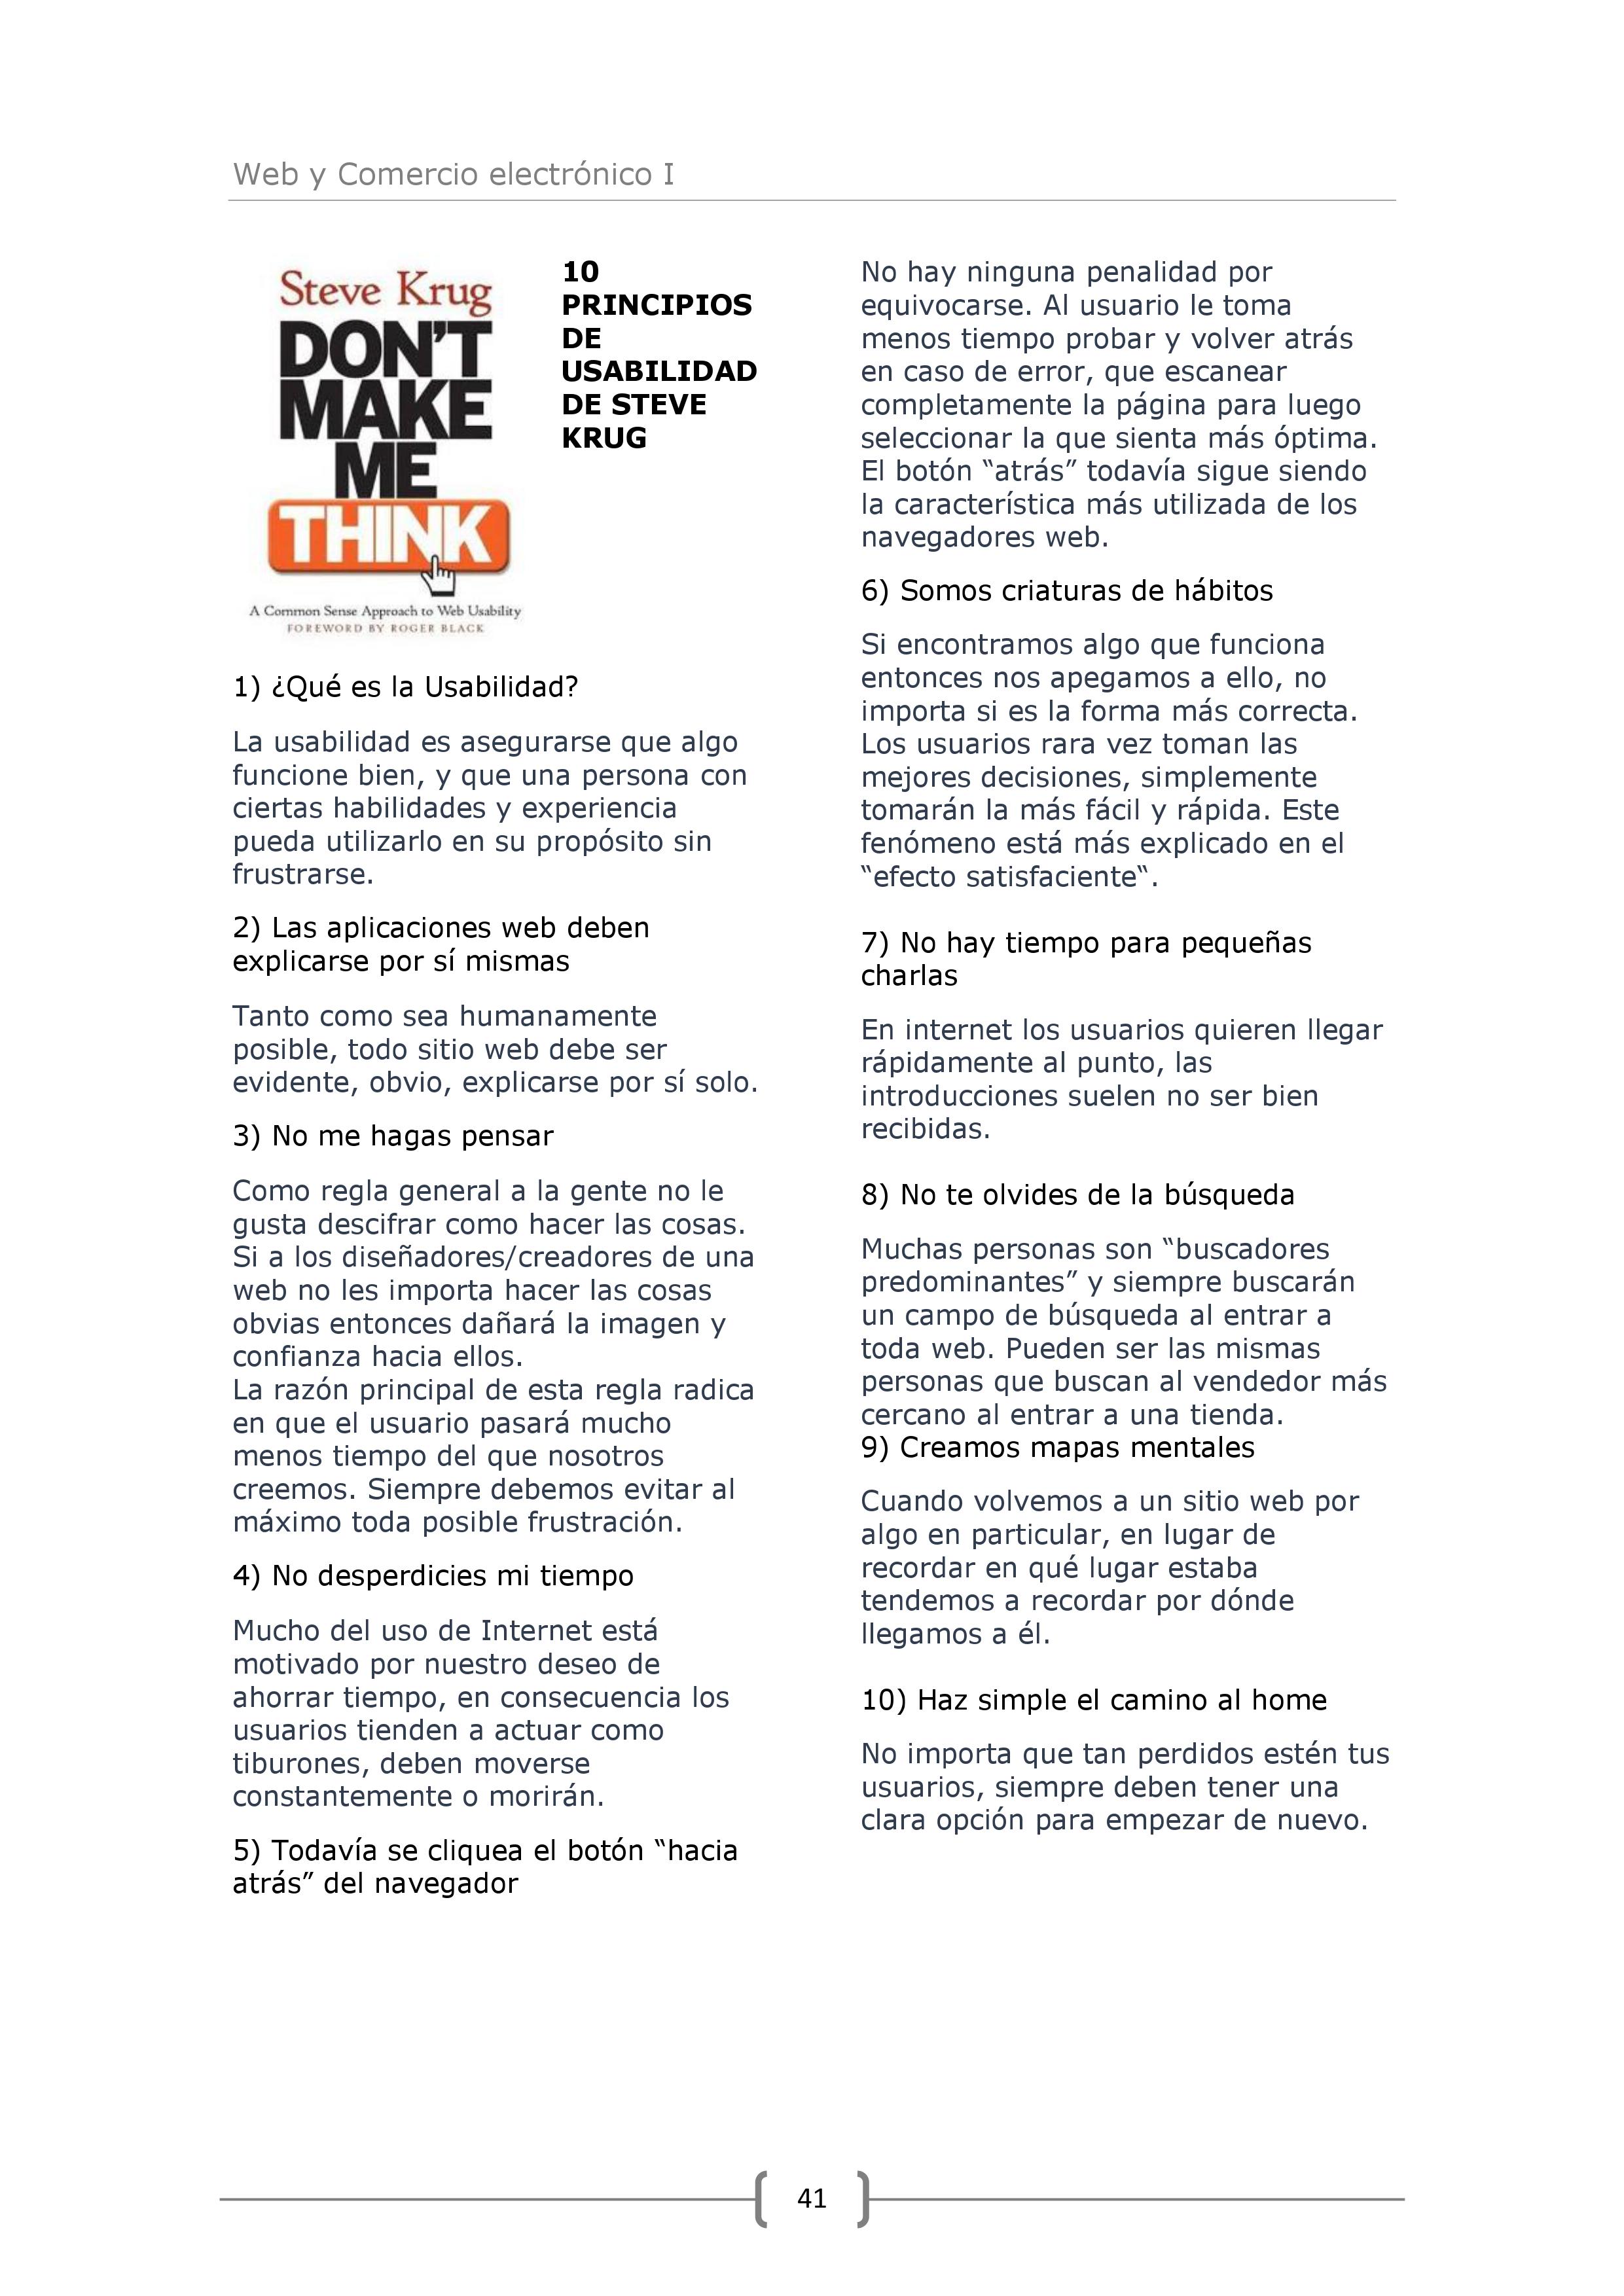 Web y Comercio electrónico I
Steve Krug
DON'T
MAKE
ME
THINK
A Common Sense Approach to Web Usability
FOREWORD BY ROGER BLACK
10
PRINCIPIOS
DE
USABILIDAD
DE STEVE
KRUG
1) ¿Qué es la Usabilidad?
La usabilidad es asegurarse que algo
funcione bien, y que una persona con
ciertas habilidades y experiencia
pueda utilizarlo en su propósito sin
frustrarse.
2) Las aplicaciones web deben
explicarse por sí mismas
Tanto como sea humanamente
posible, todo sitio web debe ser
evidente, obvio, explicarse por sí solo.
3) No me hagas pensar
Como regla general a la gente no le
gusta descifrar como hacer las cosas.
Si a los diseñadores/creadores de una
web no les importa hacer las cosas
obvias entonces dañará la imagen y
confianza hacia ellos.
La razón principal de esta regla radica
en que el usuario pasará mucho
menos tiempo del que nosotros
creemos. Siempre debemos evitar al
máximo toda posible frustración.
4) No desperdicies mi tiempo
Mucho del uso de Internet está
motivado por nuestro deseo de
ahorrar tiempo, en consecuencia los
usuarios tienden a actuar como
tiburones, deben moverse
constantemente o morirán.
5) Todavía se cliquea el botón “hacia
atrás” del navegador
No hay ninguna penalidad por
equivocarse. Al usuario le toma
menos tiempo probar y volver atrás
en caso de error, que escanear
completamente la página para luego
seleccionar la que sienta más óptima.
El botón “atrás” todavía sigue siendo
la característica más utilizada de los
navegadores web.
6) Somos criaturas de hábitos
Si encontramos algo que funciona
entonces nos apegamos a ello, no
importa si es la forma más correcta.
Los usuarios rara vez toman las
mejores decisiones, simplemente
tomarán la más fácil y rápida. Este
fenómeno está más explicado en el
“efecto satisfaciente“.
7) No hay tiempo para pequeñas
charlas
En internet los usuarios quieren llegar
rápidamente al punto, las
introducciones suelen no ser bien
recibidas.
8) No te olvides de la búsqueda
Muchas personas son “buscadores
predominantes” y siempre buscarán
un campo de búsqueda al entrar a
toda web. Pueden ser las mismas
personas que buscan al vendedor más
cercano al entrar a una tienda.
9) Creamos mapas mentales
Cuando volvemos a un sitio web por
algo en particular, en lugar de
recordar en qué lugar estaba
tendemos a recordar por dónde
llegamos a él.
10) Haz simple el camino al home
No importa que tan perdidos estén tus
usuarios, siempre deben tener una
clara opción para empezar de nuevo.
41